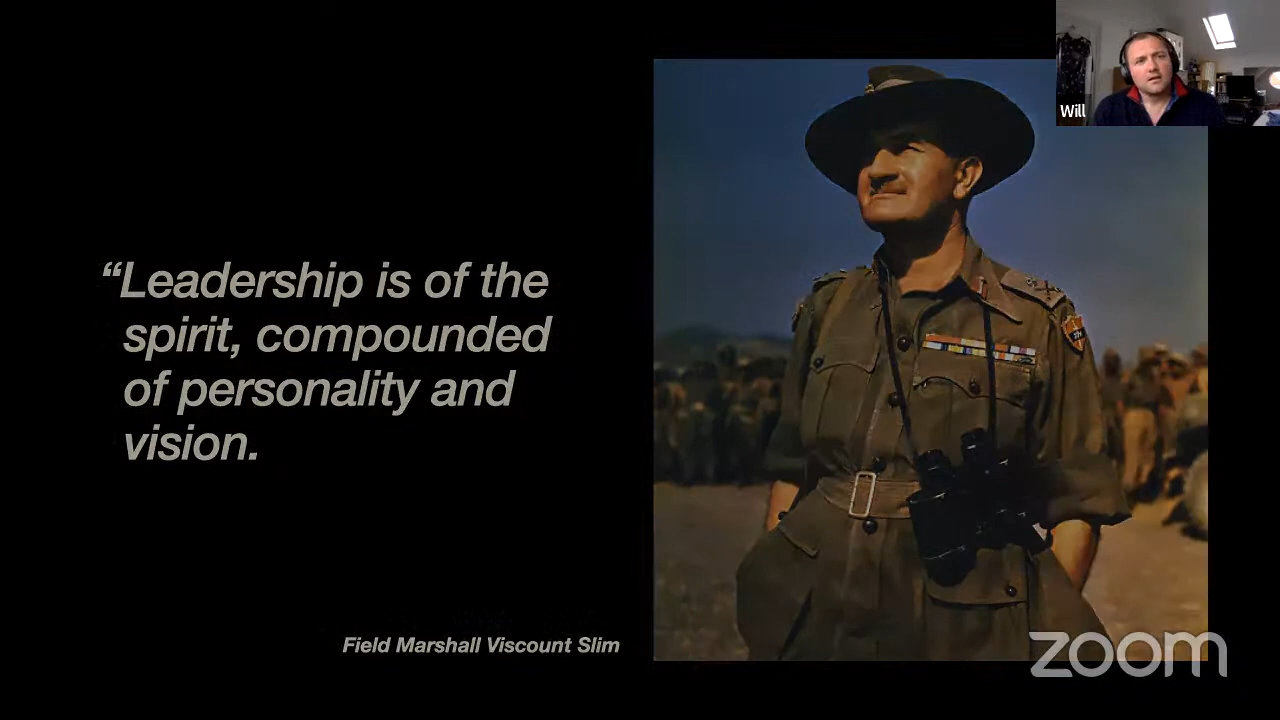 Will
“Leadership is of the
spirit, compounded
of personality and
vision.
Field Marshall Viscount Slim
zoom